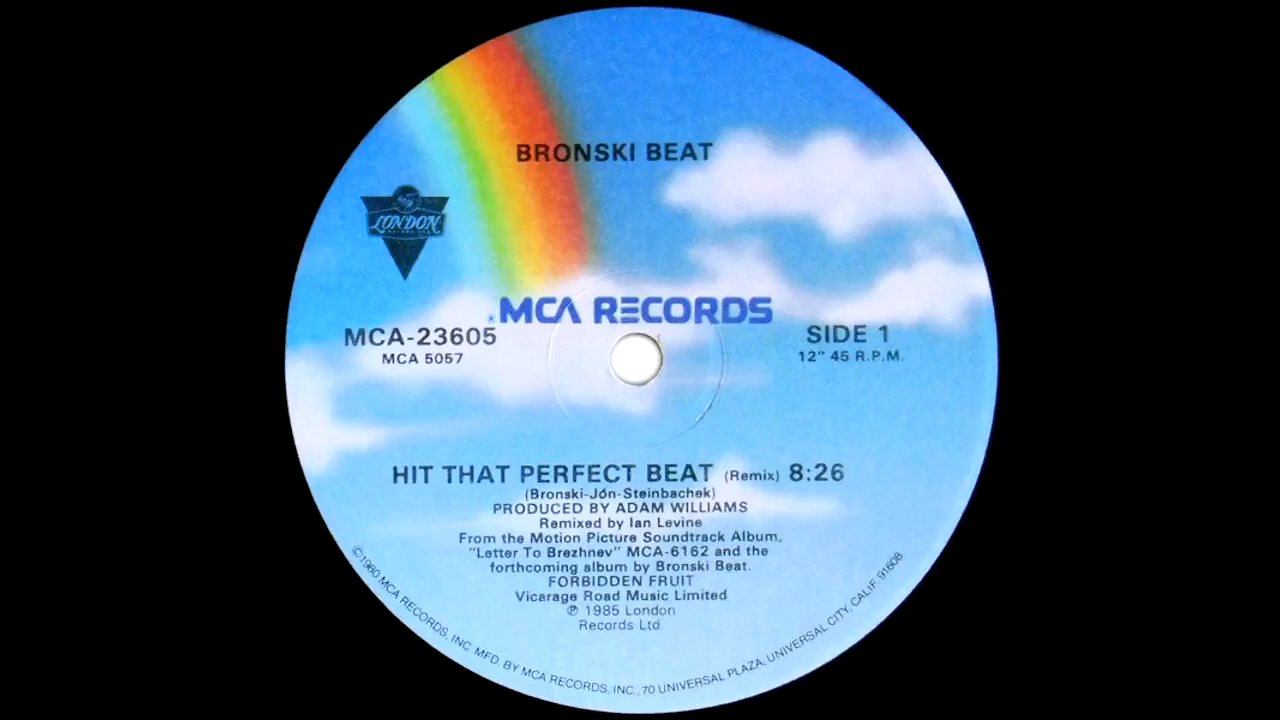 BRONSKI BEAT
LONDON
® MCA RECORDS
MCA-23605
MCA 5057
SIDE 1
12" 45 R.P.M.
HIT THAT PERFECT BEAT (Remix) 8:26
(Bronski-Jón-Steinbachek)
PRODUCED BY ADAM WILLIAMS
Remixed by Ian Levine
From the Motion Picture Soundtrack Album,
"Letter To Brezhnev" MCA-6162 and the
forthcoming album by Bronski Beat.
FORBIDDEN FRUIT
Vicarage Road Music Limited
℗ 1985 London
Records Ltd.
©1980 MCA RECORDS, INC. MFD. BY MCA RECORDS, INC., 70 UNIVERSAL PLAZA, UNIVERSAL CITY, CALIF. 91608